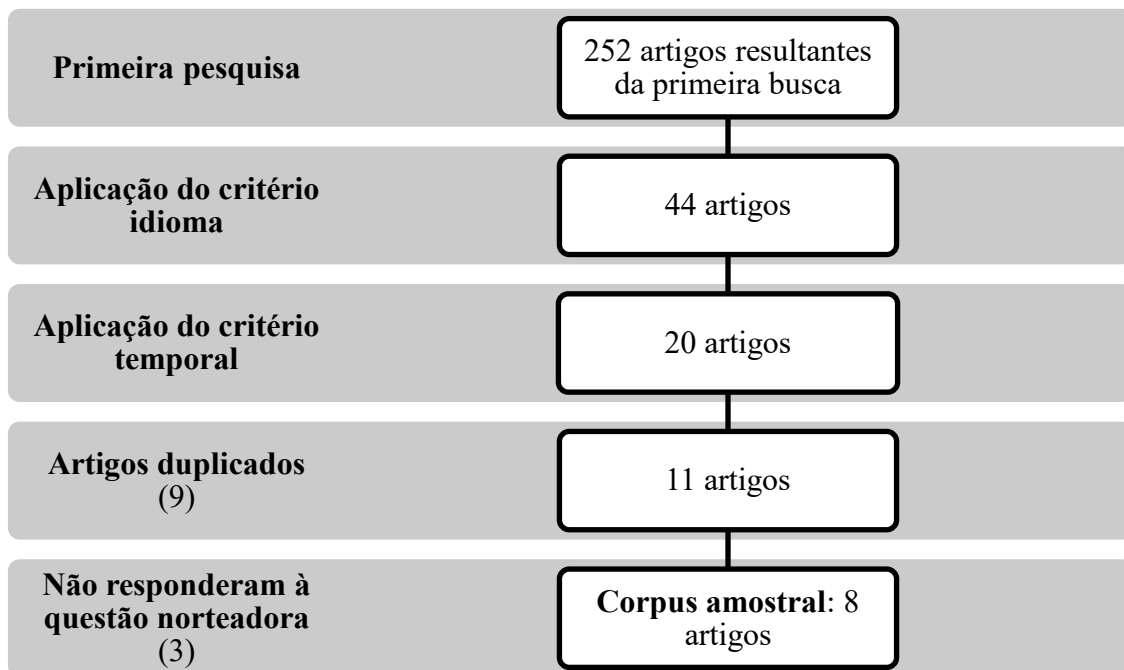 Primeira pesquisa
252 artigos resultantes
da primeira busca
Aplicação do critério
idioma
44 artigos
Aplicação do critério
temporal
20 artigos
Artigos duplicados
(9)
11 artigos
Não responderam à
questão norteadora
(3)
Corpus amostral: 8
artigos